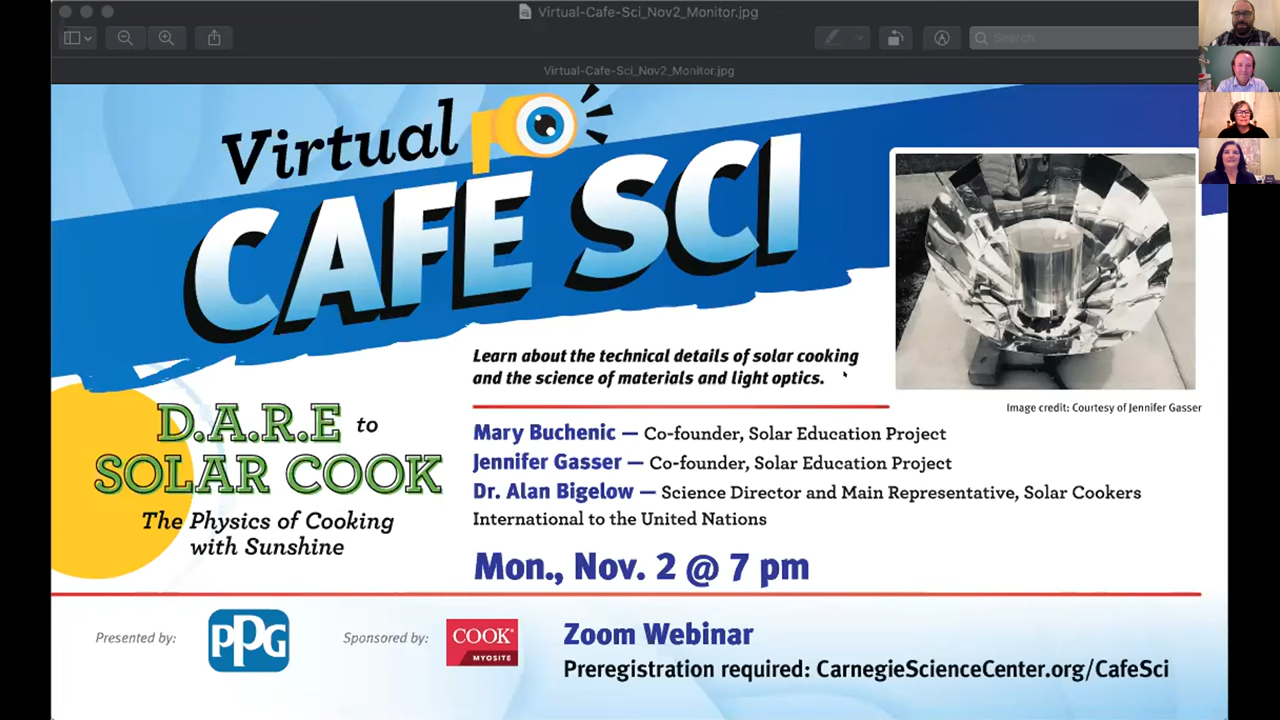 Virtual-Cafe-Sci_Nov2_Monitor.jpg
Search
Virtual-Cafe-Sci_Nov2_Monitor.jpg
Virtual
CAFE SCI
Learn about the technical details of solar cooking
and the science of materials and light optics.
Image credit: Courtesy of Jennifer Gasser
D.A.R.E to
SOLAR COOK
The Physics of Cooking
with Sunshine
Mary Buchenic — Co-founder, Solar Education Project
Jennifer Gasser — Co-founder, Solar Education Project
Dr. Alan Bigelow — Science Director and Main Representative, Solar Cookers
International to the United Nations
Mon., Nov. 2 @ 7 pm
Presented by:
PPG
Sponsored by:
COOK
MYOSITE
Zoom Webinar
Preregistration required: CarnegieScienceCenter.org/CafeSci